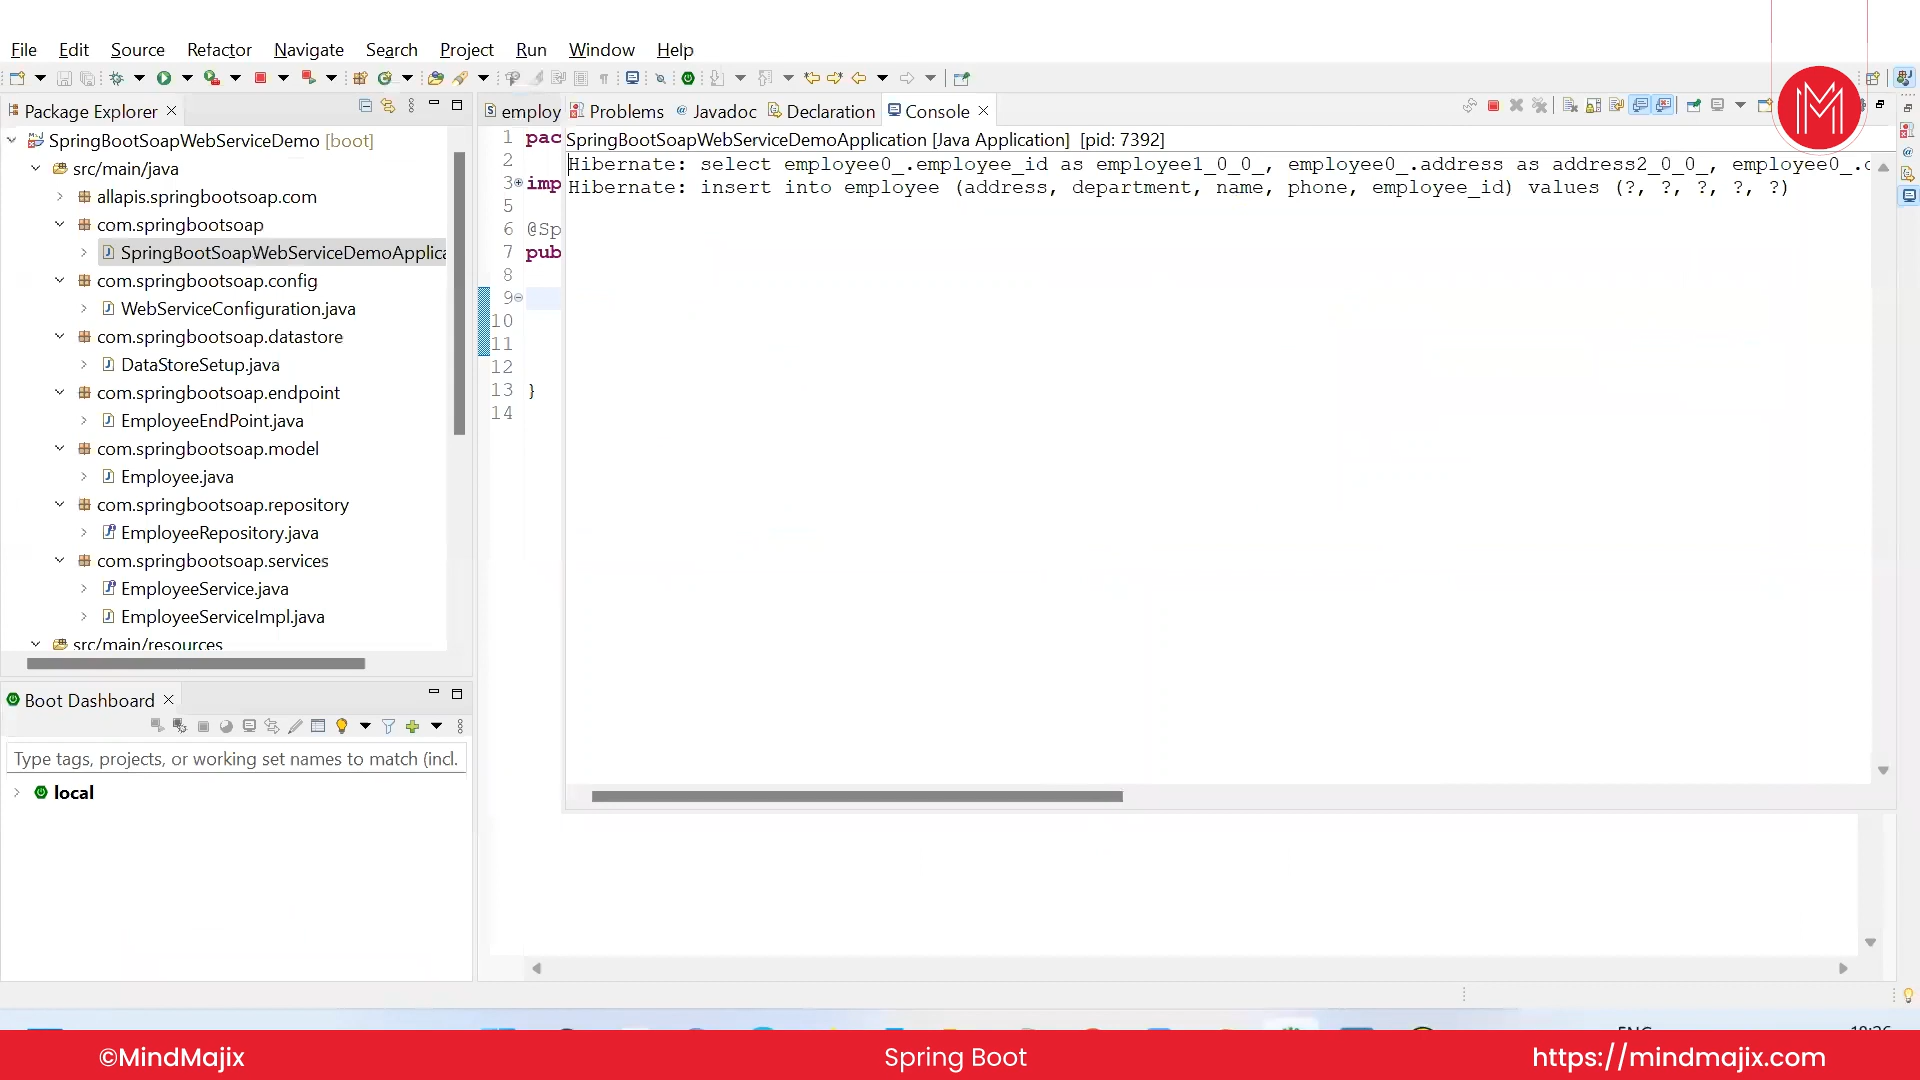 File Edit Source Refactor Navigate Search Project Run Window Help
Package Explorer
SpringBootSoapWebServiceDemo [boot]
src/main/java
allapis.springbootsoap.com
com.springbootsoap
SpringBootSoapWebServiceDemoApplica
com.springbootsoap.config
WebServiceConfiguration.java
com.springbootsoap.datastore
DataStoreSetup.java
com.springbootsoap.endpoint
EmployeeEndPoint.java
com.springbootsoap.model
Employee.java
com.springbootsoap.repository
EmployeeRepository.java
com.springbootsoap.services
EmployeeService.java
EmployeeServiceImpl.java
src/main/resources
Boot Dashboard
Type tags, projects, or working set names to match (incl.
local
employ
1 pac
2
3 imp
5
6 @Sp
7 pub
8
9
10
11
12
13 }
14
Problems Javadoc Declaration Console
SpringBootSoapWebServiceDemoApplication [Java Application] [pid: 7392]
Hibernate: select employee0_.employee_id as employee1_0_0_, employee0_.address as address2_0_0_, employee0_.
Hibernate: insert into employee (address, department, name, phone, employee_id) values (?, ?, ?, ?, ?)
©MindMajix
Spring Boot
https://mindmajix.com